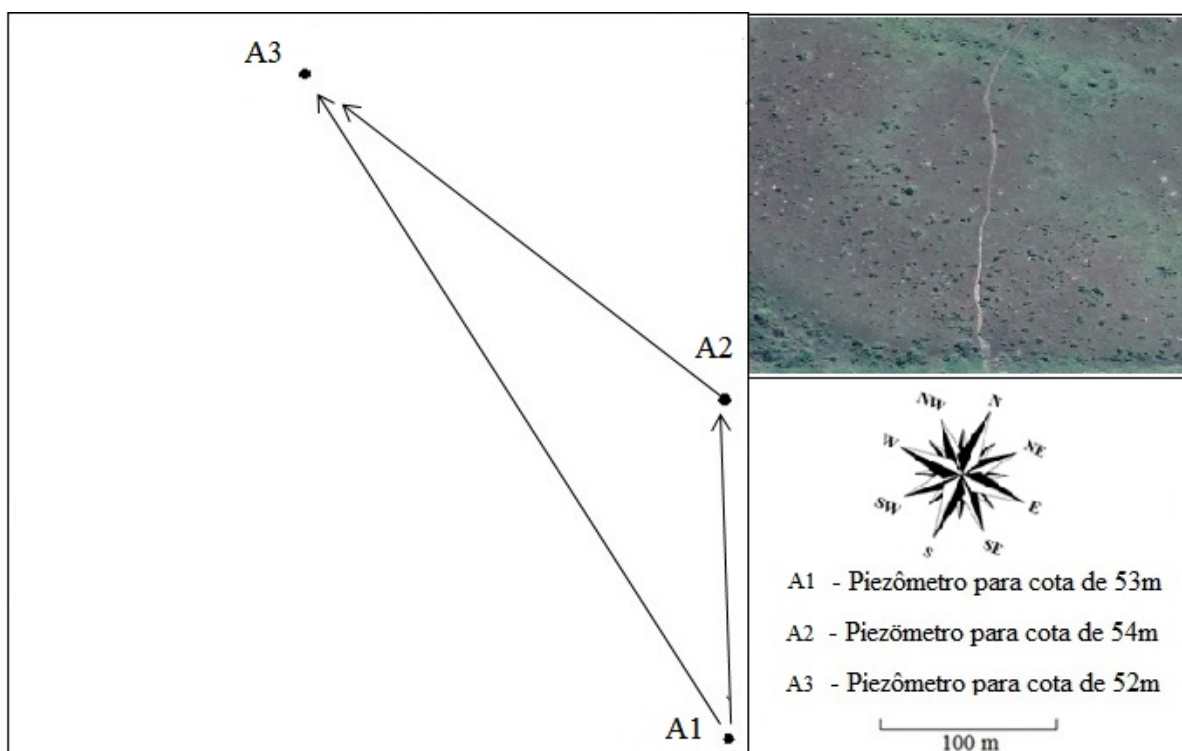 A3
A2
A1
NW
N
W
NE
SW
E
S
SE
A1 - Piezômetro para cota de 53m
A2 - Piezömetro para cota de 54m
A3 - Piezômetro para cota de 52m
100 m